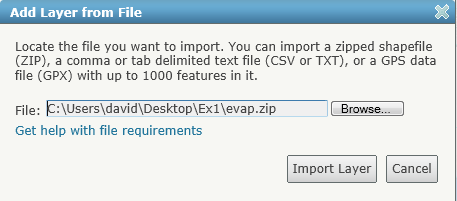 Add Layer from File
Locate the file you want to import. You can import a zipped shapefile
(ZIP), a comma or tab delimited text file (CSV or TXT), or a GPS data
file (GPX) with up to 1000 features in it.
File: C:\Users\david\Desktop\Ex1\evap.zip Browse...
Get help with file requirements
Import Layer Cancel